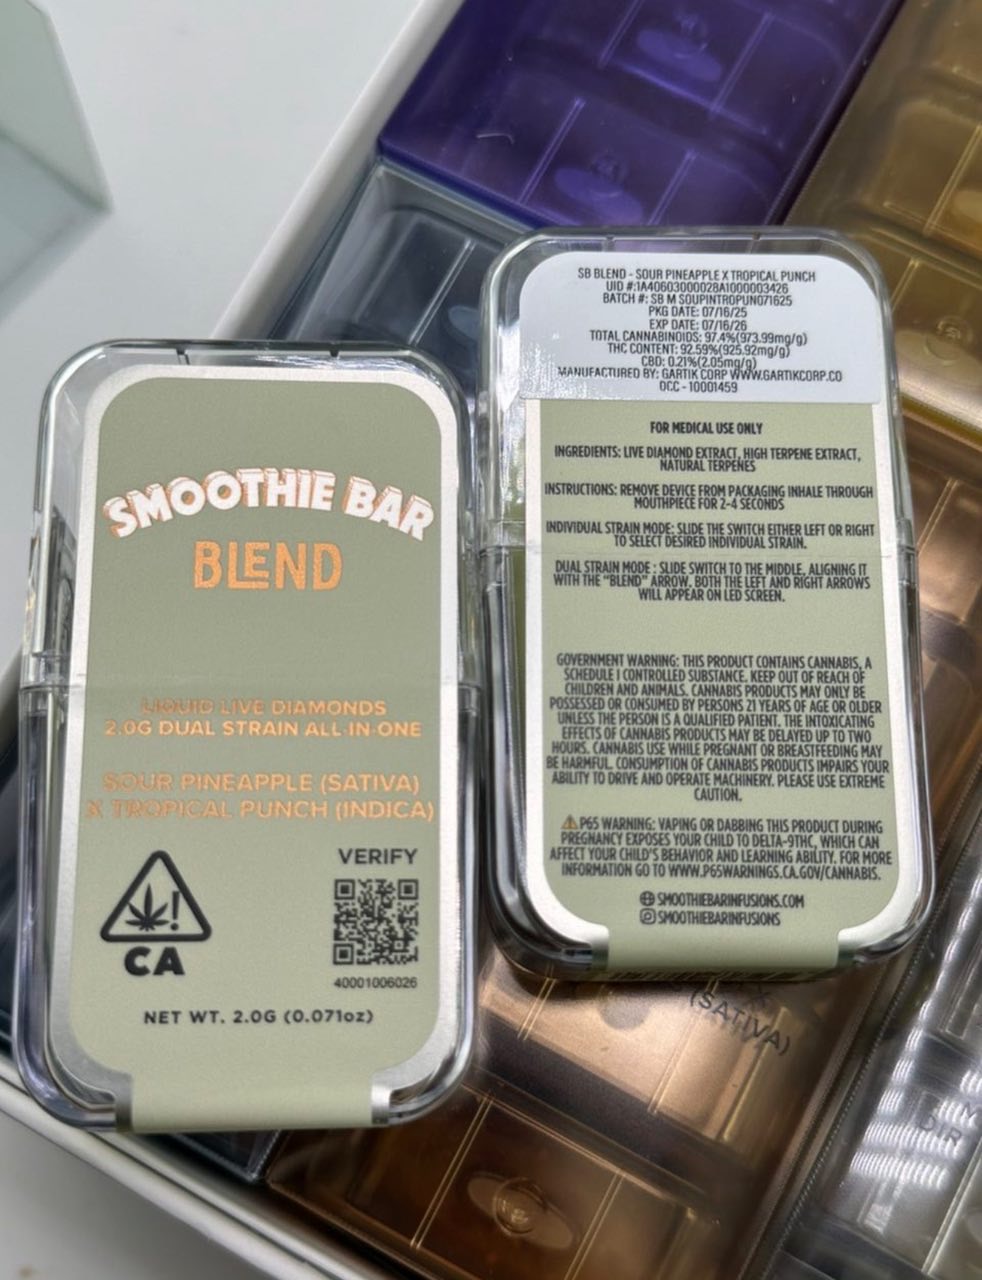 SMOOTHIE BAR
BLEND
LIQUID LIVE DIAMONDS
2.0G DUAL STRAIN ALL-IN-ONE
SOUR PINEAPPLE (SATIVA)
X TROPICAL PUNCH (INDICA)
!
CA
VERIFY
40001006026
NET WT. 2.0G (0.071oz)
SB BLEND - SOUR PINEAPPLE X TROPICAL PUNCH
UID #:1A40603000028A1000003426
BATCH #: SB M SOUPINTROPUN071625
PKG DATE: 07/16/25
EXP DATE: 07/16/26
TOTAL CANNABINOIDS: 97.4%(973.99mg/g)
THC CONTENT: 92.59%(925.92mg/g)
CBD: 0.21%(2.05mg/g)
MANUFACTURED BY: GARTIK CORP WWW.GARTIKCORP.CO
DCC - 10001459
FOR MEDICAL USE ONLY
INGREDIENTS: LIVE DIAMOND EXTRACT, HIGH TERPENE EXTRACT,
NATURAL TERPENES
INSTRUCTIONS: REMOVE DEVICE FROM PACKAGING INHALE THROUGH
MOUTHPIECE FOR 2-4 SECONDS
INDIVIDUAL STRAIN MODE: SLIDE THE SWITCH EITHER LEFT OR RIGHT
TO SELECT DESIRED INDIVIDUAL STRAIN.
DUAL STRAIN MODE : SLIDE SWITCH TO THE MIDDLE, ALIGNING IT
WITH THE "BLEND" ARROW. BOTH THE LEFT AND RIGHT ARROWS
WILL APPEAR ON LED SCREEN.
GOVERNMENT WARNING: THIS PRODUCT CONTAINS CANNABIS, A
SCHEDULE I CONTROLLED SUBSTANCE. KEEP OUT OF REACH OF
CHILDREN AND ANIMALS. CANNABIS PRODUCTS MAY ONLY BE
POSSESSED OR CONSUMED BY PERSONS 21 YEARS OF AGE OR OLDER
UNLESS THE PERSON IS A QUALIFIED PATIENT. THE INTOXICATING
EFFECTS OF CANNABIS PRODUCTS MAY BE DELAYED UP TO TWO
HOURS. CANNABIS USE WHILE PREGNANT OR BREASTFEEDING MAY
BE HARMFUL. CONSUMPTION OF CANNABIS PRODUCTS IMPAIRS YOUR
ABILITY TO DRIVE AND OPERATE MACHINERY. PLEASE USE EXTREME
CAUTION.
⚠P65 WARNING: VAPING OR DABBING THIS PRODUCT DURING
PREGNANCY EXPOSES YOUR CHILD TO DELTA-9THC, WHICH CAN
AFFECT YOUR CHILD'S BEHAVIOR AND LEARNING ABILITY. FOR MORE
INFORMATION GO TO WWW.P65WARNINGS.CA.GOV/CANNABIS.
SMOOTHIEBARINFUSIONS.COM
SMOOTHIEBARINFUSIONS
(SATIVA)